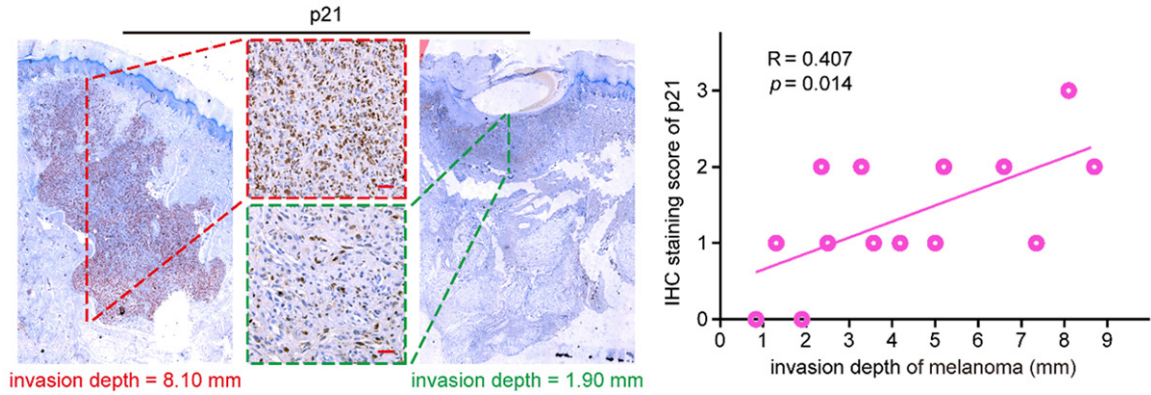 p21
invasion depth = 8.10 mm
invasion depth = 1.90 mm
R = 0.407
p = 0.014
IHC staining score of p21
3
2
1
0
0 1 2 3 4 5 6 7 8 9
invasion depth of melanoma (mm)